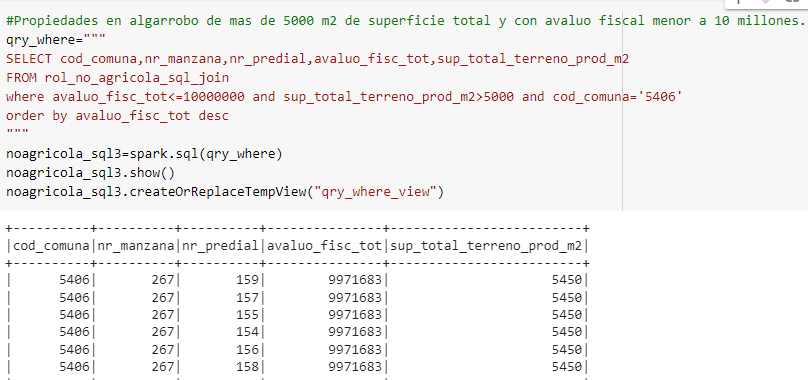 #Propiedades en algarrobo de mas de 5000 m2 de superficie total y con avaluo fiscal menor a 10 millones.
qry_where="""
SELECT cod_comuna,nr_manzana,nr_predial,avaluo_fisc_tot,sup_total_terreno_prod_m2
FROM rol_no_agricola_sql_join
where avaluo_fisc_tot<=10000000 and sup_total_terreno_prod_m2>5000 and cod_comuna='5406'
order by avaluo_fisc_tot desc
"""
noagricola_sql3=spark.sql(qry_where)
noagricola_sql3.show()
noagricola_sql3.createOrReplaceTempView("qry_where_view")
+----------+----------+----------+---------------+-------------------------+
|cod_comuna|nr_manzana|nr_predial|avaluo_fisc_tot|sup_total_terreno_prod_m2|
+----------+----------+----------+---------------+-------------------------+
|      5406|       267|       159|        9971683|                     5450|
|      5406|       267|       157|        9971683|                     5450|
|      5406|       267|       155|        9971683|                     5450|
|      5406|       267|       154|        9971683|                     5450|
|      5406|       267|       156|        9971683|                     5450|
|      5406|       267|       158|        9971683|                     5450|